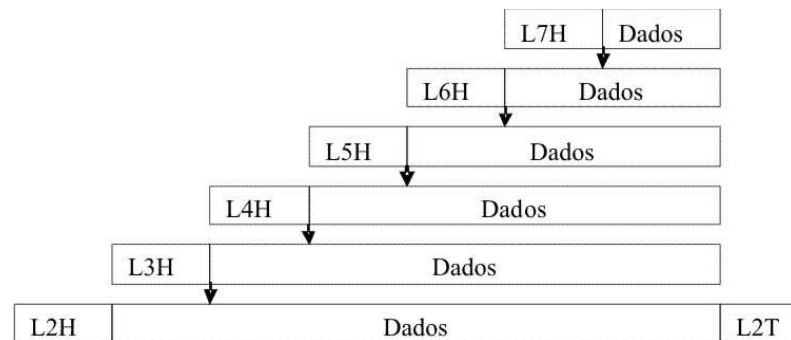 L7H Dados
L6H Dados
L5H Dados
L4H Dados
L3H Dados
L2H Dados L2T